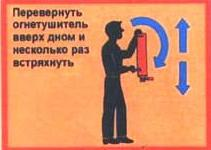 Перевернуть
огнетушитель
вверх дном и
несколько раз
встряхнуть